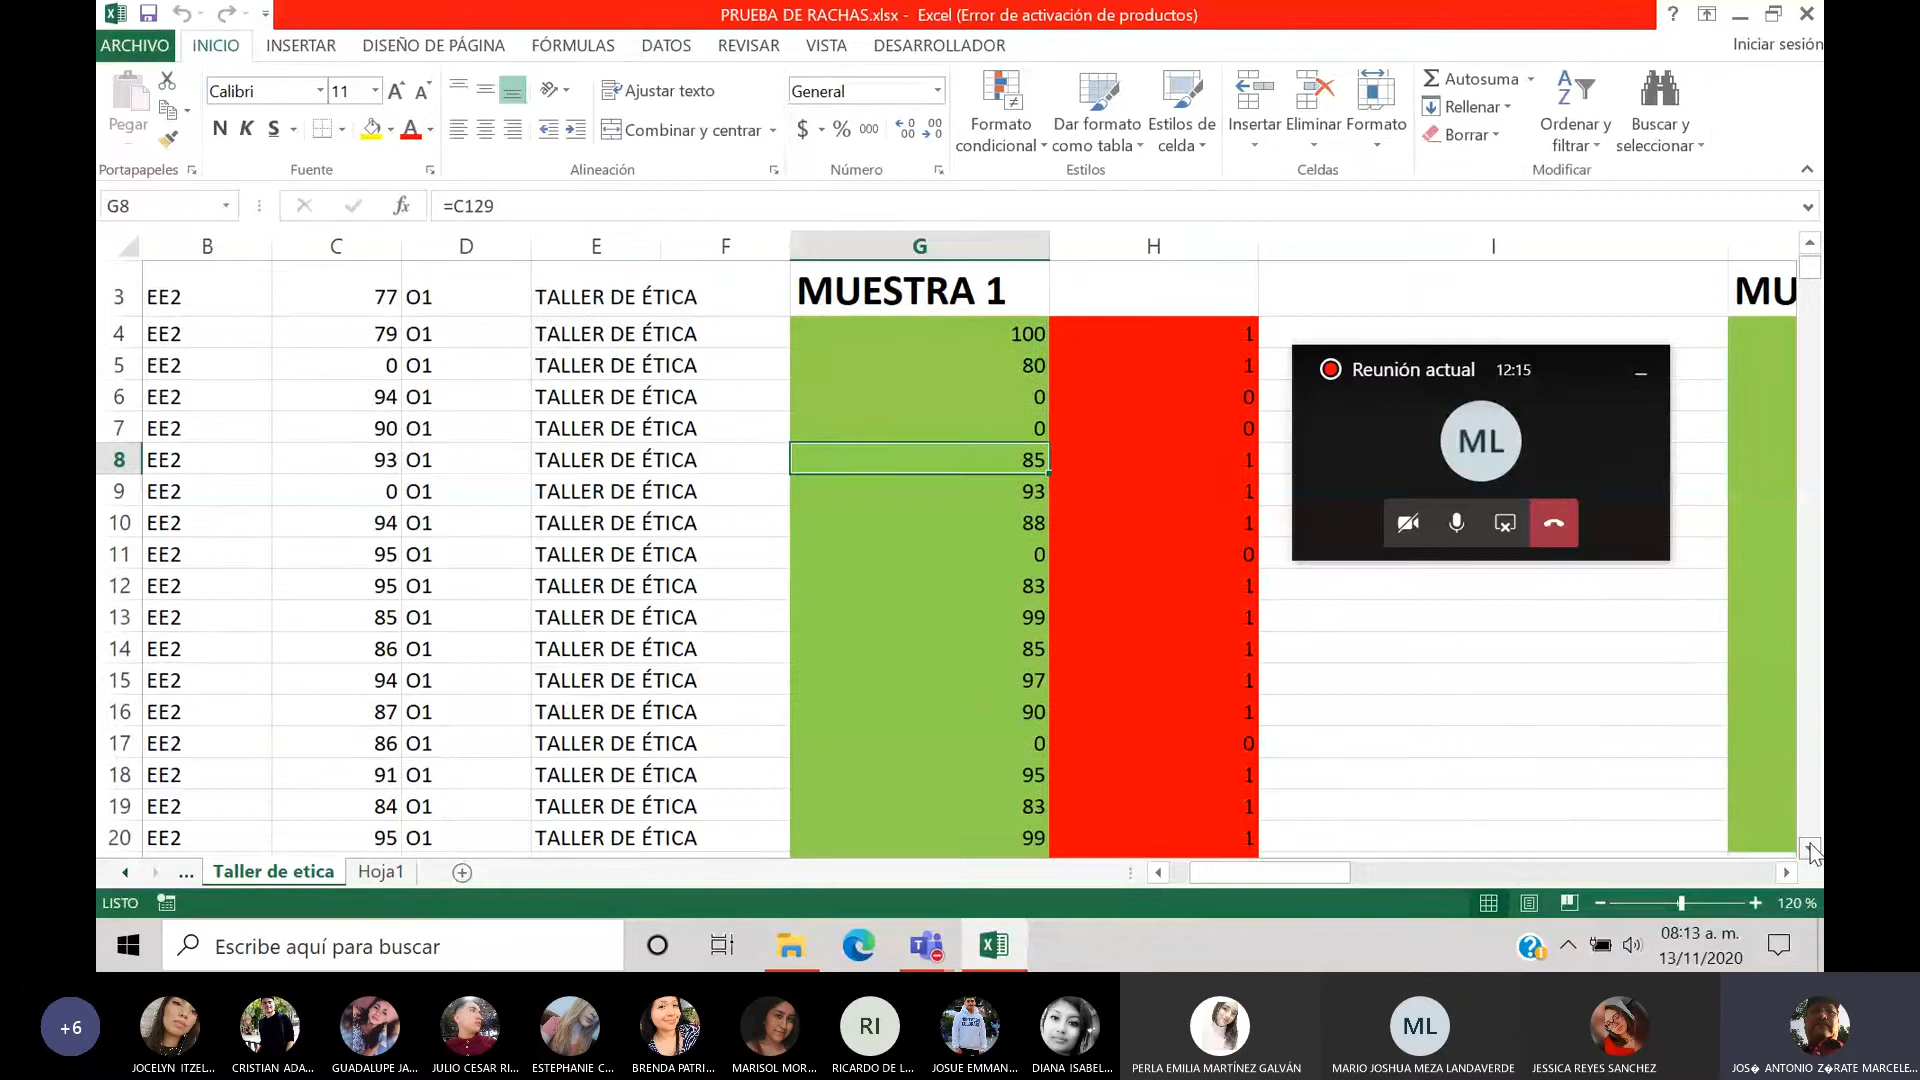 PRUEBA DE RACHAS.xlsx - Excel (Error de activación de productos)
?
ARCHIVO INICIO INSERTAR DISEÑO DE PÁGINA FÓRMULAS DATOS REVISAR VISTA DESARROLLADOR Iniciar sesión
Pegar
Portapapeles
Calibri 11
N K S
Fuente
Ajustar texto
Combinar y centrar
Alineación
General
$ % 000
Número
Formato condicional
Dar formato como tabla
Estilos de celda
Estilos
Insertar Eliminar Formato
Celdas
Autosuma
Rellenar
Borrar
Ordenar y filtrar
Buscar y seleccionar
Modificar
G8 fx =C129
B C D E F G H I
3 EE2 77 O1 TALLER DE ÉTICA MUESTRA 1 MU
4 EE2 79 O1 TALLER DE ÉTICA 100 1
5 EE2 0 O1 TALLER DE ÉTICA 80 1
6 EE2 94 O1 TALLER DE ÉTICA 0 0
7 EE2 90 O1 TALLER DE ÉTICA 0 0
8 EE2 93 O1 TALLER DE ÉTICA 85 1
9 EE2 0 O1 TALLER DE ÉTICA 93 1
10 EE2 94 O1 TALLER DE ÉTICA 88 1
11 EE2 95 O1 TALLER DE ÉTICA 0 0
12 EE2 95 O1 TALLER DE ÉTICA 83 1
13 EE2 85 O1 TALLER DE ÉTICA 99 1
14 EE2 86 O1 TALLER DE ÉTICA 85 1
15 EE2 94 O1 TALLER DE ÉTICA 97 1
16 EE2 87 O1 TALLER DE ÉTICA 90 1
17 EE2 86 O1 TALLER DE ÉTICA 0 0
18 EE2 91 O1 TALLER DE ÉTICA 95 1
19 EE2 84 O1 TALLER DE ÉTICA 83 1
20 EE2 95 O1 TALLER DE ÉTICA 99 1
Reunión actual 12:15
ML
... Taller de etica Hoja1
LISTO 120 %
Escribe aquí para buscar
08:13 a. m.
13/11/2020
+6 RI ML
JOCELYN ITZEL... CRISTIAN ADA... GUADALUPE JA... JULIO CESAR RI... ESTEPHANIE C... BRENDA PATRI... MARISOL MOR... RICARDO DE L... JOSUE EMMAN... DIANA ISABEL... PERLA EMILIA MARTÍNEZ GALVÁN MARIO JOSHUA MEZA LANDAVERDE JESSICA REYES SANCHEZ JOS� ANTONIO Z�RATE MARCELE...